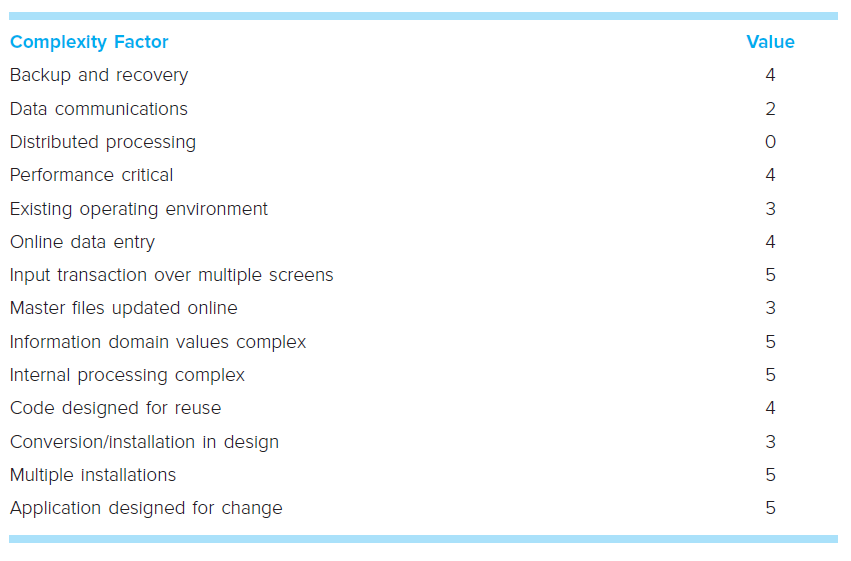 Complexity Factor Value
Backup and recovery 4
Data communications 2
Distributed processing 0
Performance critical 4
Existing operating environment 3
Online data entry 4
Input transaction over multiple screens 5
Master files updated online 3
Information domain values complex 5
Internal processing complex 5
Code designed for reuse 4
Conversion/installation in design 3
Multiple installations 5
Application designed for change 5